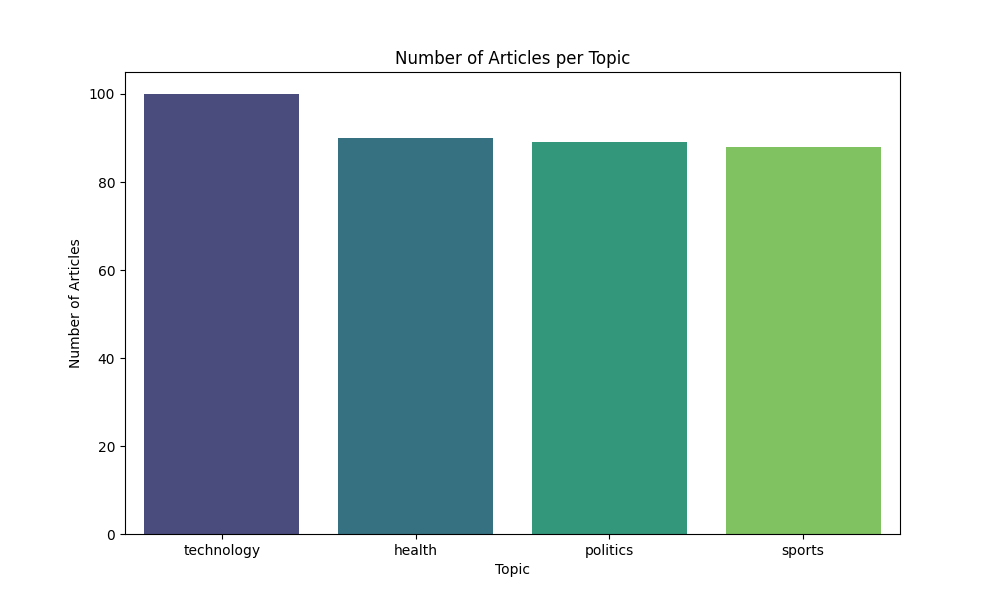 Number of Articles per Topic
Number of Articles
100
80
60
40
20
0
technology health politics sports
Topic